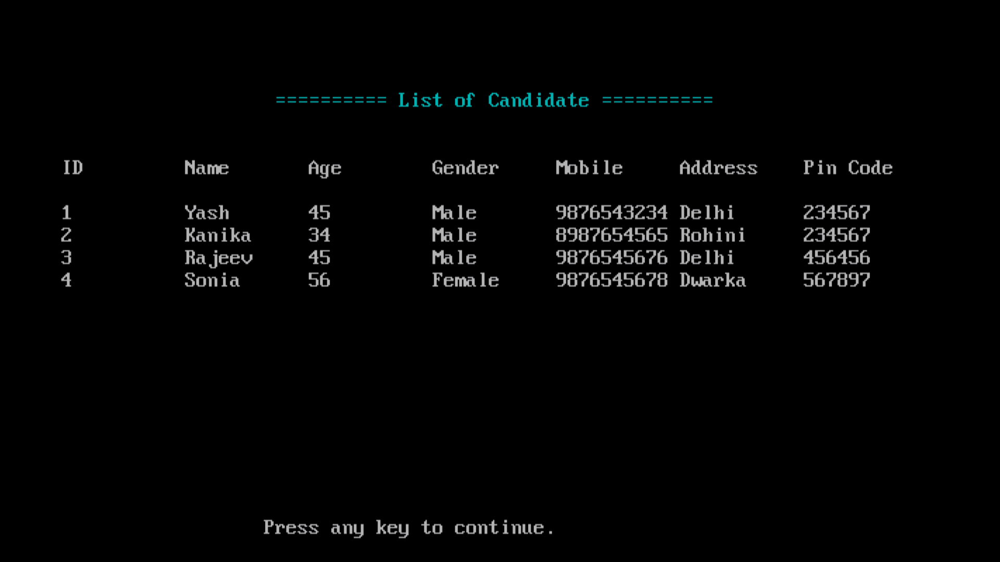 ========== List of Candidate ==========
ID Name Age Gender Mobile Address Pin Code
1 Yash 45 Male 9876543234 Delhi 234567
2 Kanika 34 Male 8987654565 Rohini 234567
3 Rajeev 45 Male 9876545676 Delhi 456456
4 Sonia 56 Female 9876545678 Dwarka 567897
Press any key to continue.